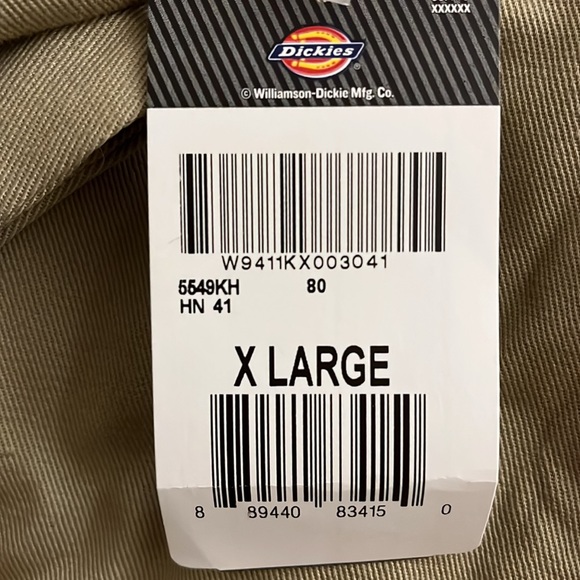 XXXXXX
Dickies®
© Williamson-Dickie Mfg. Co.
W9411KX003041
5549KH 80
HN 41
X LARGE
8 89440 83415 0